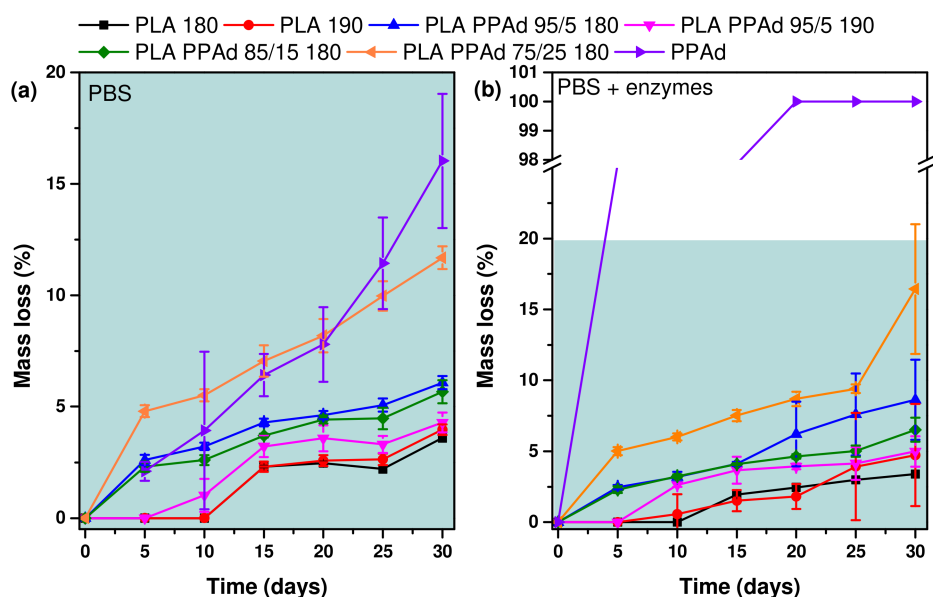 PLA 180 PLA 190 PLA PPAd 95/5 180 PLA PPAd 95/5 190
PLA PPAd 85/15 180 PLA PPAd 75/25 180 PPAd
(a) PBS
20
15
10
5
0
Mass loss (%)
0 5 10 15 20 25 30
Time (days)
(b) PBS + enzymes
101
100
99
98
20
15
10
5
0
Mass loss (%)
0 5 10 15 20 25 30
Time (days)